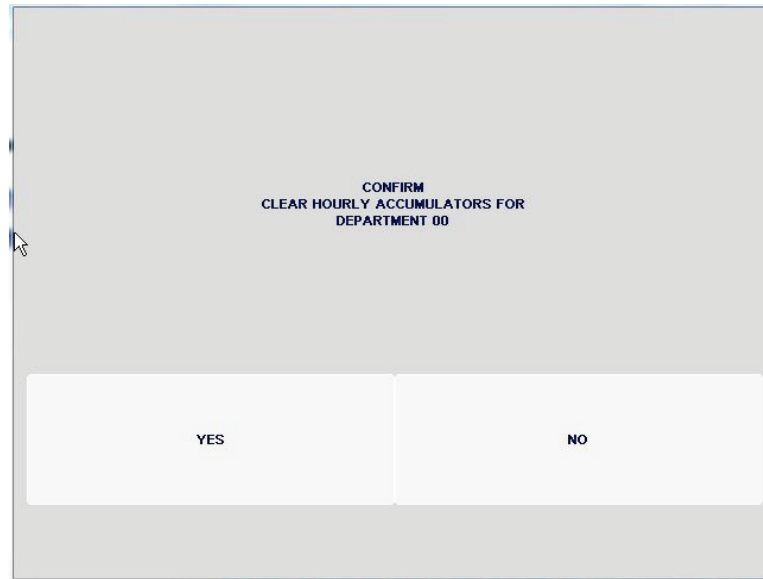 CONFIRM
CLEAR HOURLY ACCUMULATORS FOR
DEPARTMENT 00
YES
NO